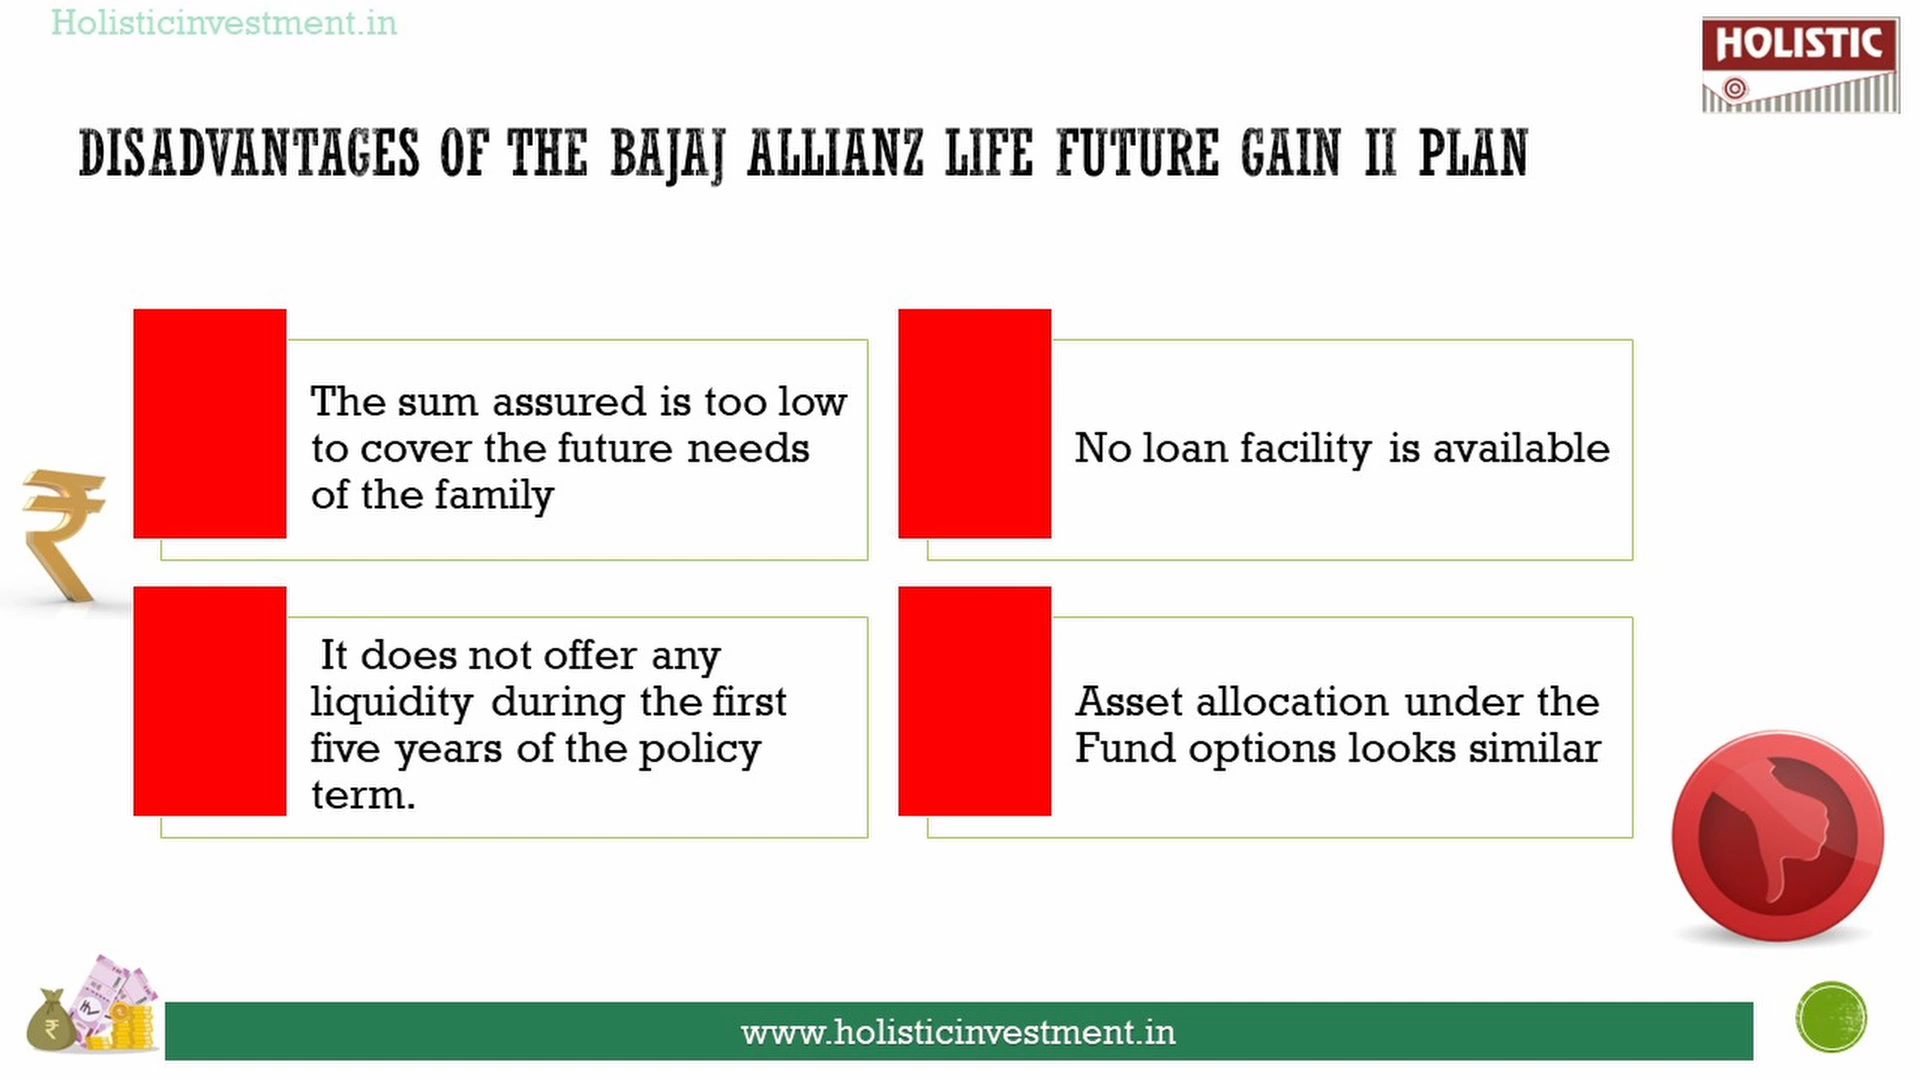 Holisticinvestment.in
HOLISTIC
DISADVANTAGES OF THE BAJAJ ALLIANZ LIFE FUTURE GAIN II PLAN
The sum assured is too low
to cover the future needs
of the family
No loan facility is available
It does not offer any
liquidity during the first
five years of the policy
term.
Asset allocation under the
Fund options looks similar
www.holisticinvestment.in